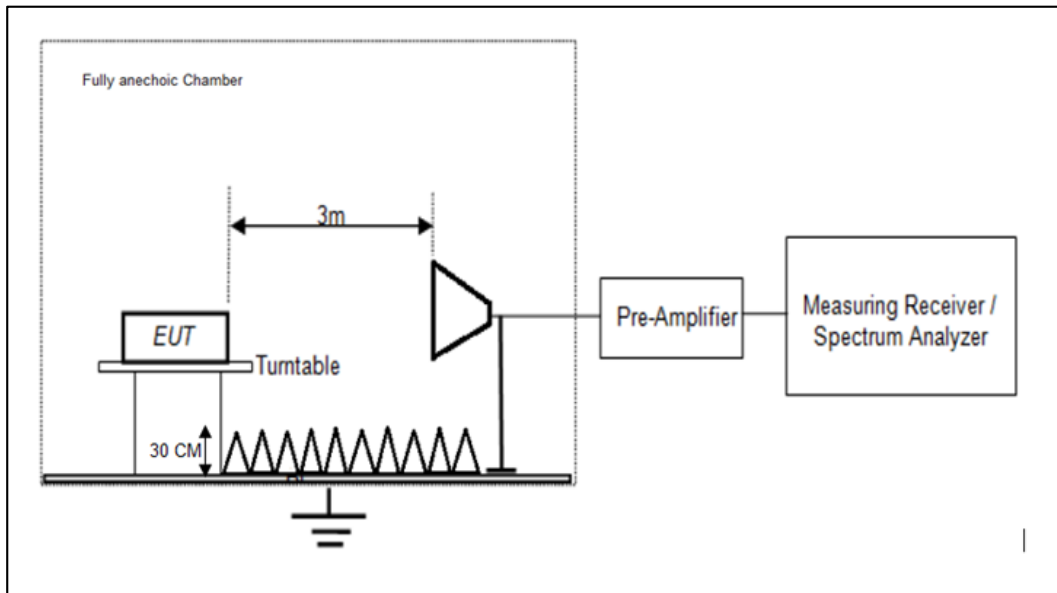 Fully anechoic Chamber
3m
EUT
Turntable
30 CM
Pre-Amplifier
Measuring Receiver /
Spectrum Analyzer